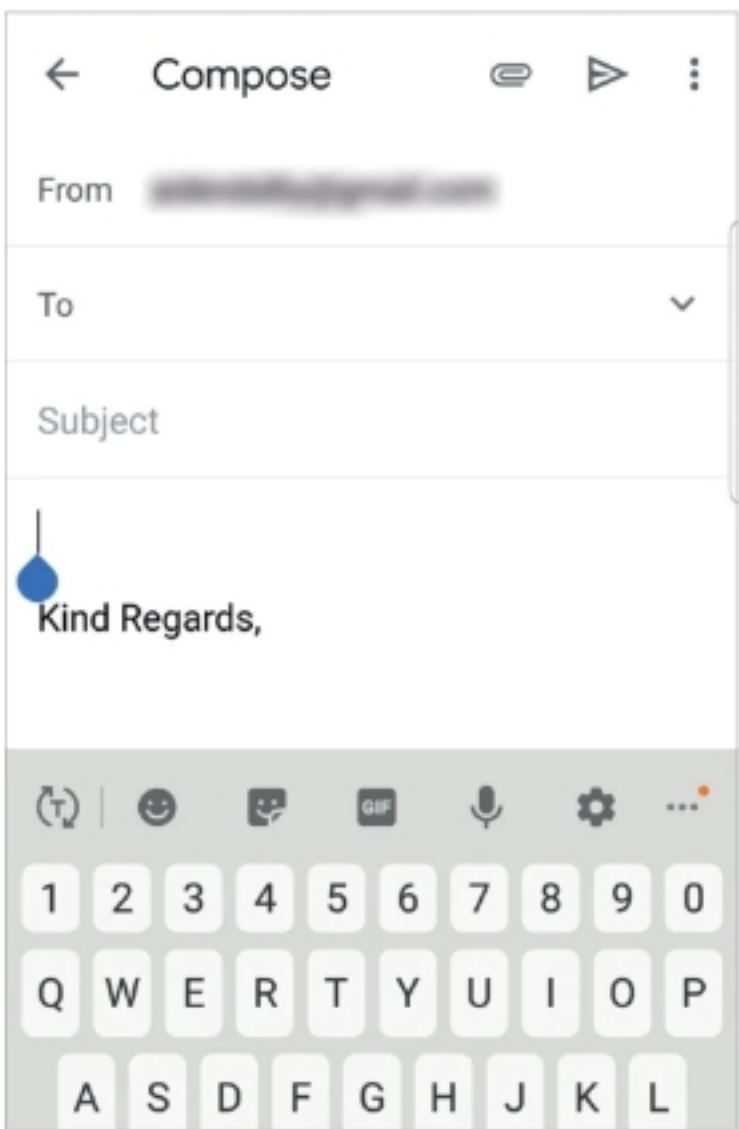 Compose
From
To
Subject
Kind Regards,
GIF
1 2 3 4 5 6 7 8 9 0
Q W E R T Y U I O P
A S D F G H J K L